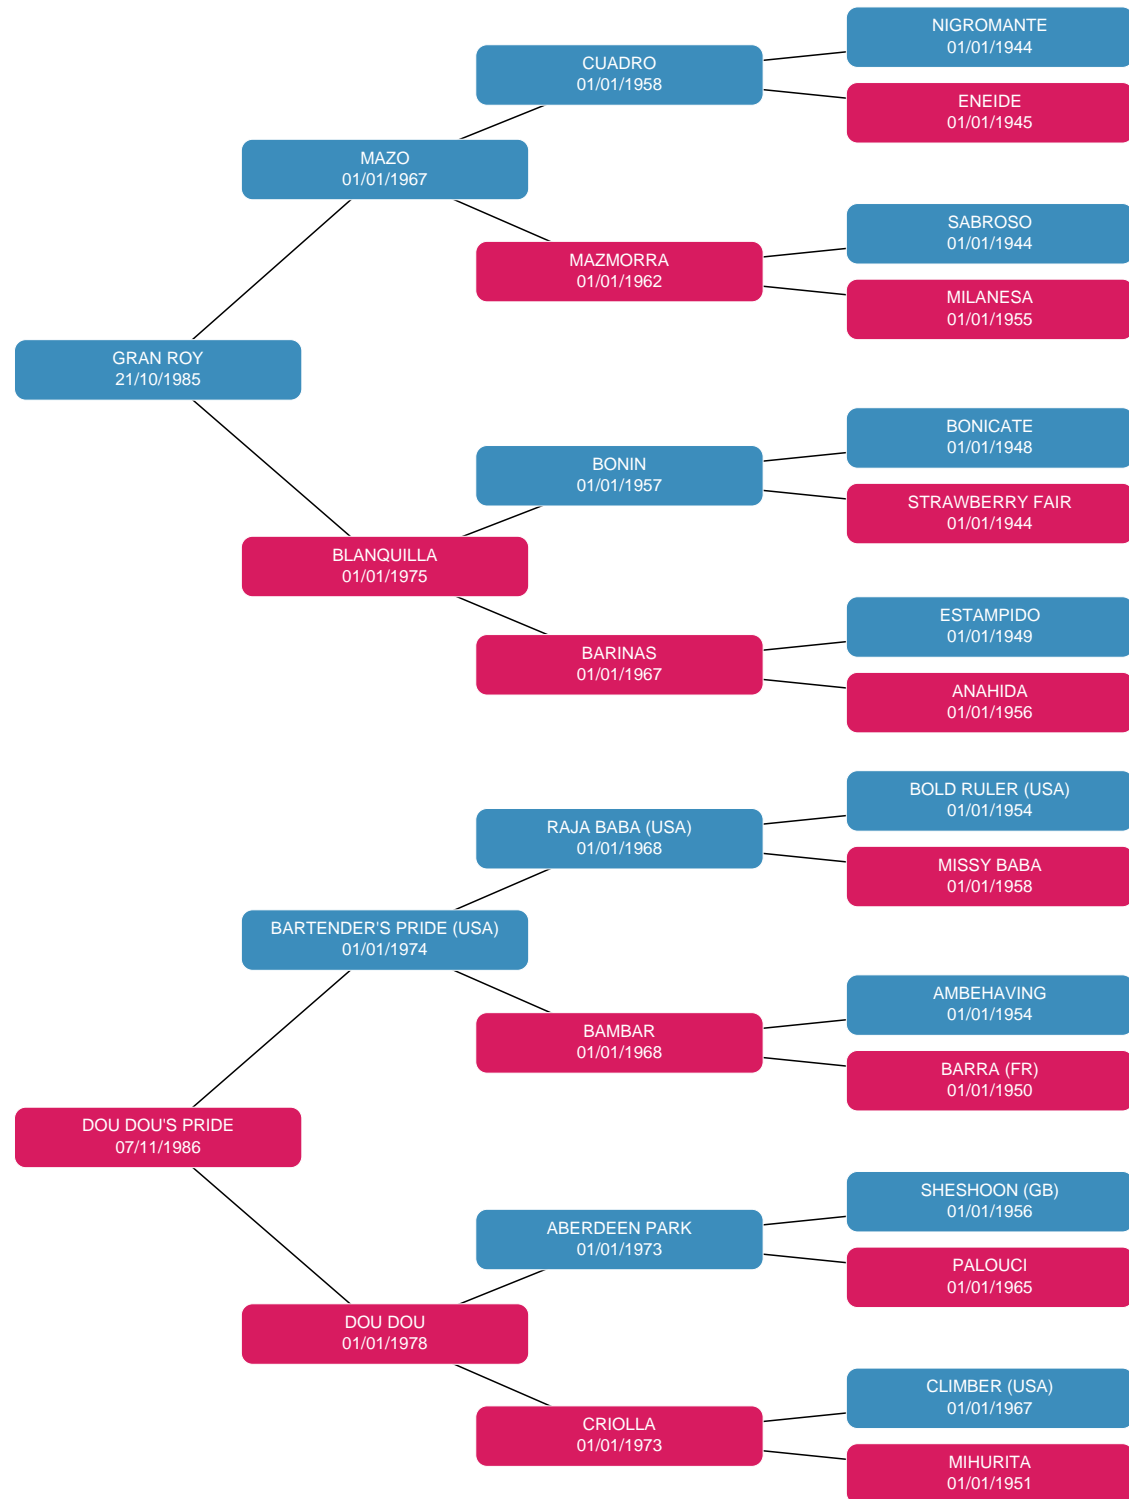 NIGROMANTE
01/01/1944
CUADRO
01/01/1958
ENEIDE
01/01/1945
MAZO
01/01/1967
SABROSO
01/01/1944
MAZMORRA
01/01/1962
MILANESA
01/01/1955
GRAN ROY
21/10/1985
BONICATE
01/01/1948
BONIN
01/01/1957
STRAWBERRY FAIR
01/01/1944
BLANQUILLA
01/01/1975
ESTAMPIDO
01/01/1949
BARINAS
01/01/1967
ANAHIDA
01/01/1956
BOLD RULER (USA)
01/01/1954
RAJA BABA (USA)
01/01/1968
MISSY BABA
01/01/1958
BARTENDER'S PRIDE (USA)
01/01/1974
AMBEHAVING
01/01/1954
BAMBAR
01/01/1968
BARRA (FR)
01/01/1950
DOU DOU'S PRIDE
07/11/1986
SHESHOON (GB)
01/01/1956
ABERDEEN PARK
01/01/1973
PALOUCI
01/01/1965
DOU DOU
01/01/1978
CLIMBER (USA)
01/01/1967
CRIOLLA
01/01/1973
MIHURITA
01/01/1951